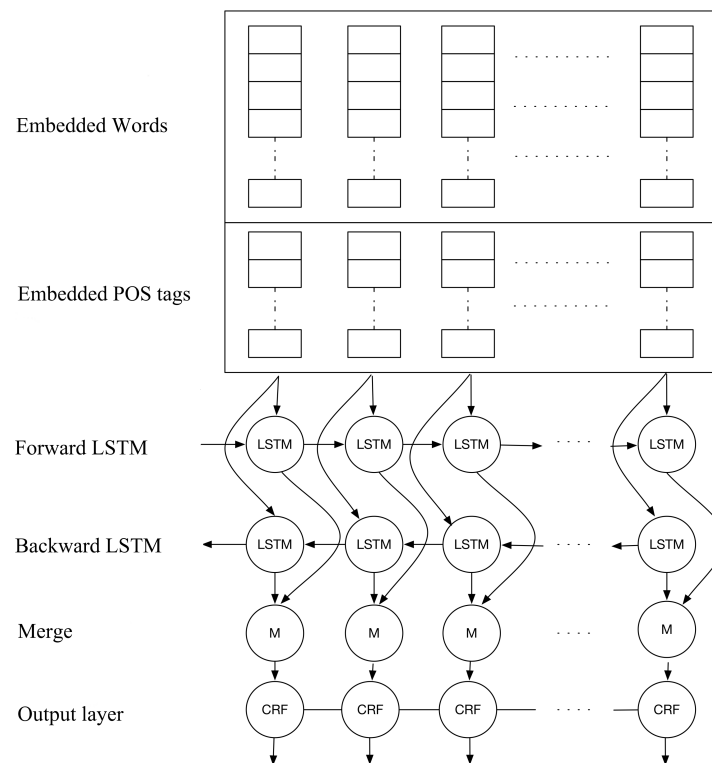 Embedded Words
Embedded POS tags
Forward LSTM
LSTM LSTM LSTM LSTM
Backward LSTM
LSTM LSTM LSTM LSTM
Merge
M M M M
Output layer
CRF CRF CRF CRF